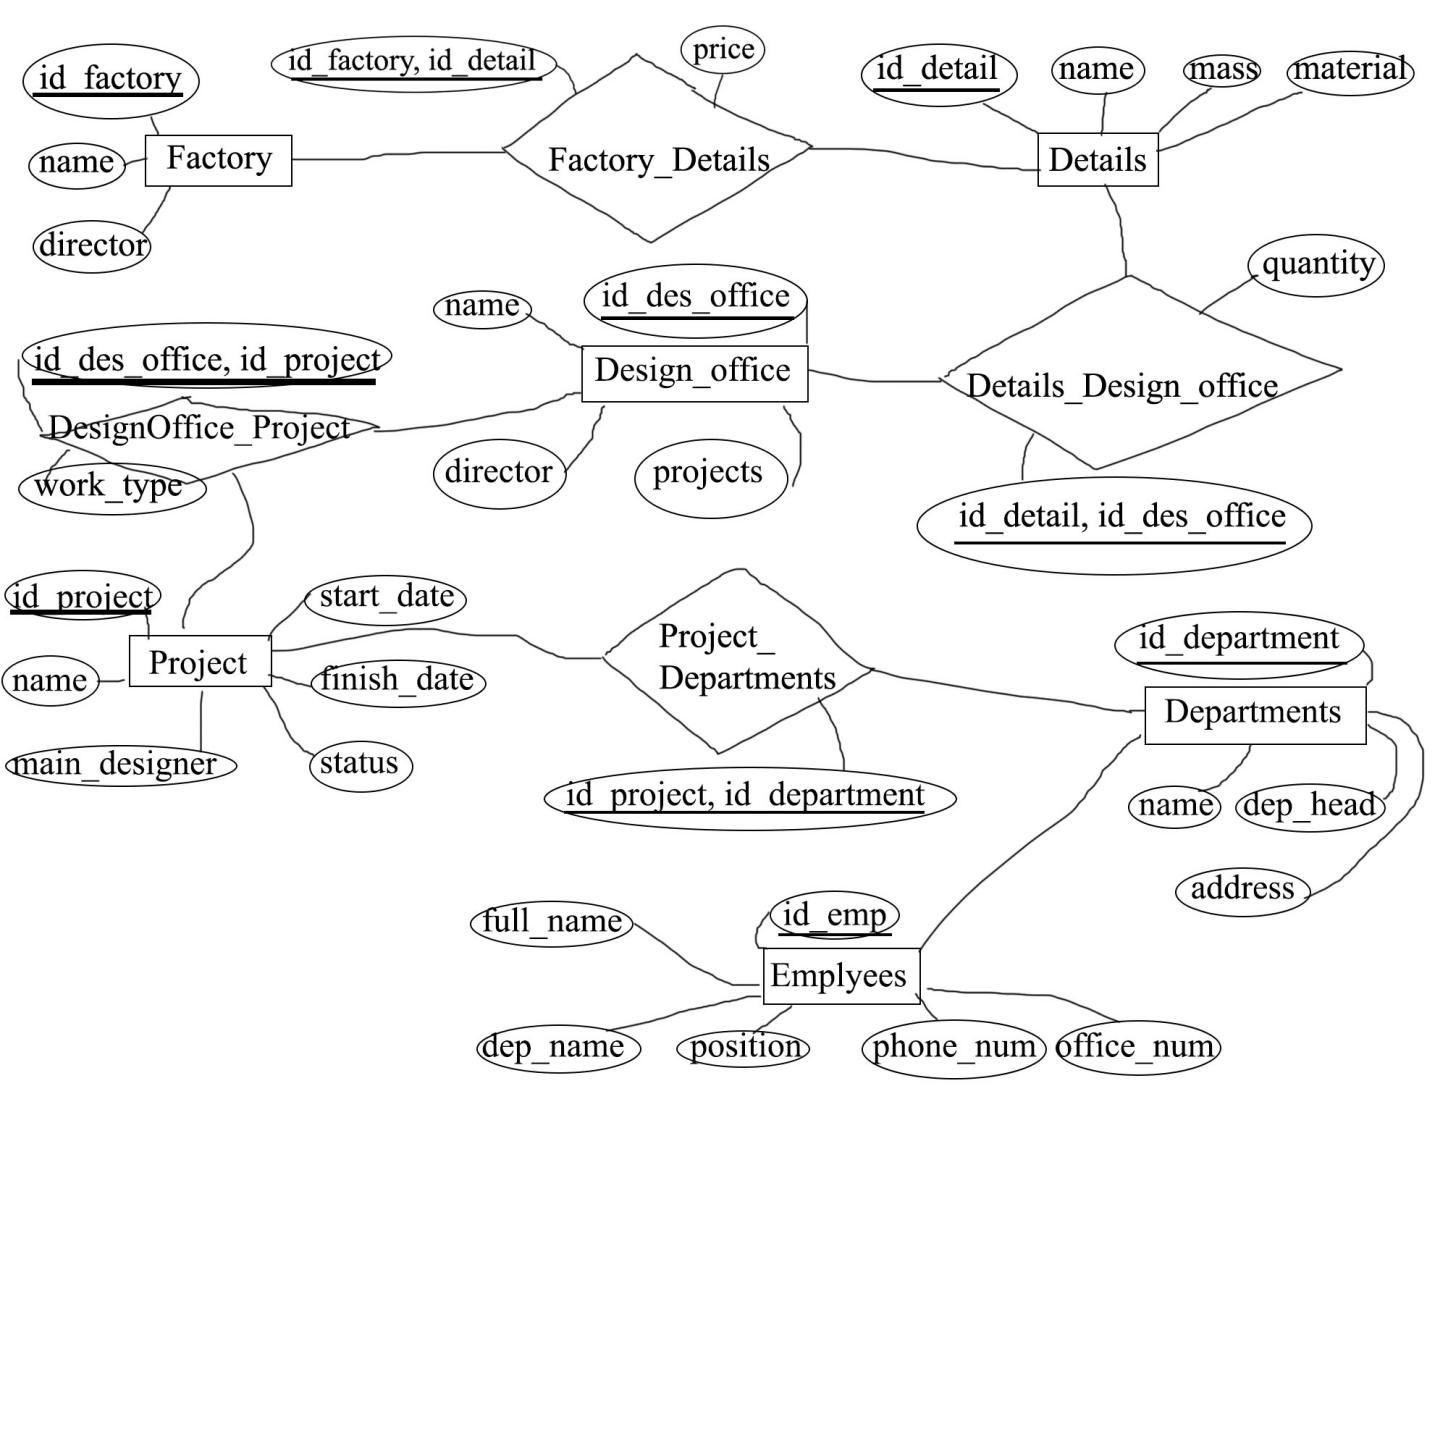 id_factory
id_factory, id_detail
price
id_detail
name
mass
material
name
Factory
Factory_Details
Details
director
quantity
name
id_des_office
id_des_office, id_project
Design_office
Details_Design_office
DesignOffice_Project
director
projects
work_type
id_detail, id_des_office
id_project
start_date
Project_
Departments
id_department
name
Project
finish_date
Departments
main_designer
status
id_project, id_department
name
dep_head
address
full_name
id_emp
Emplyees
dep_name
position
phone_num
office_num